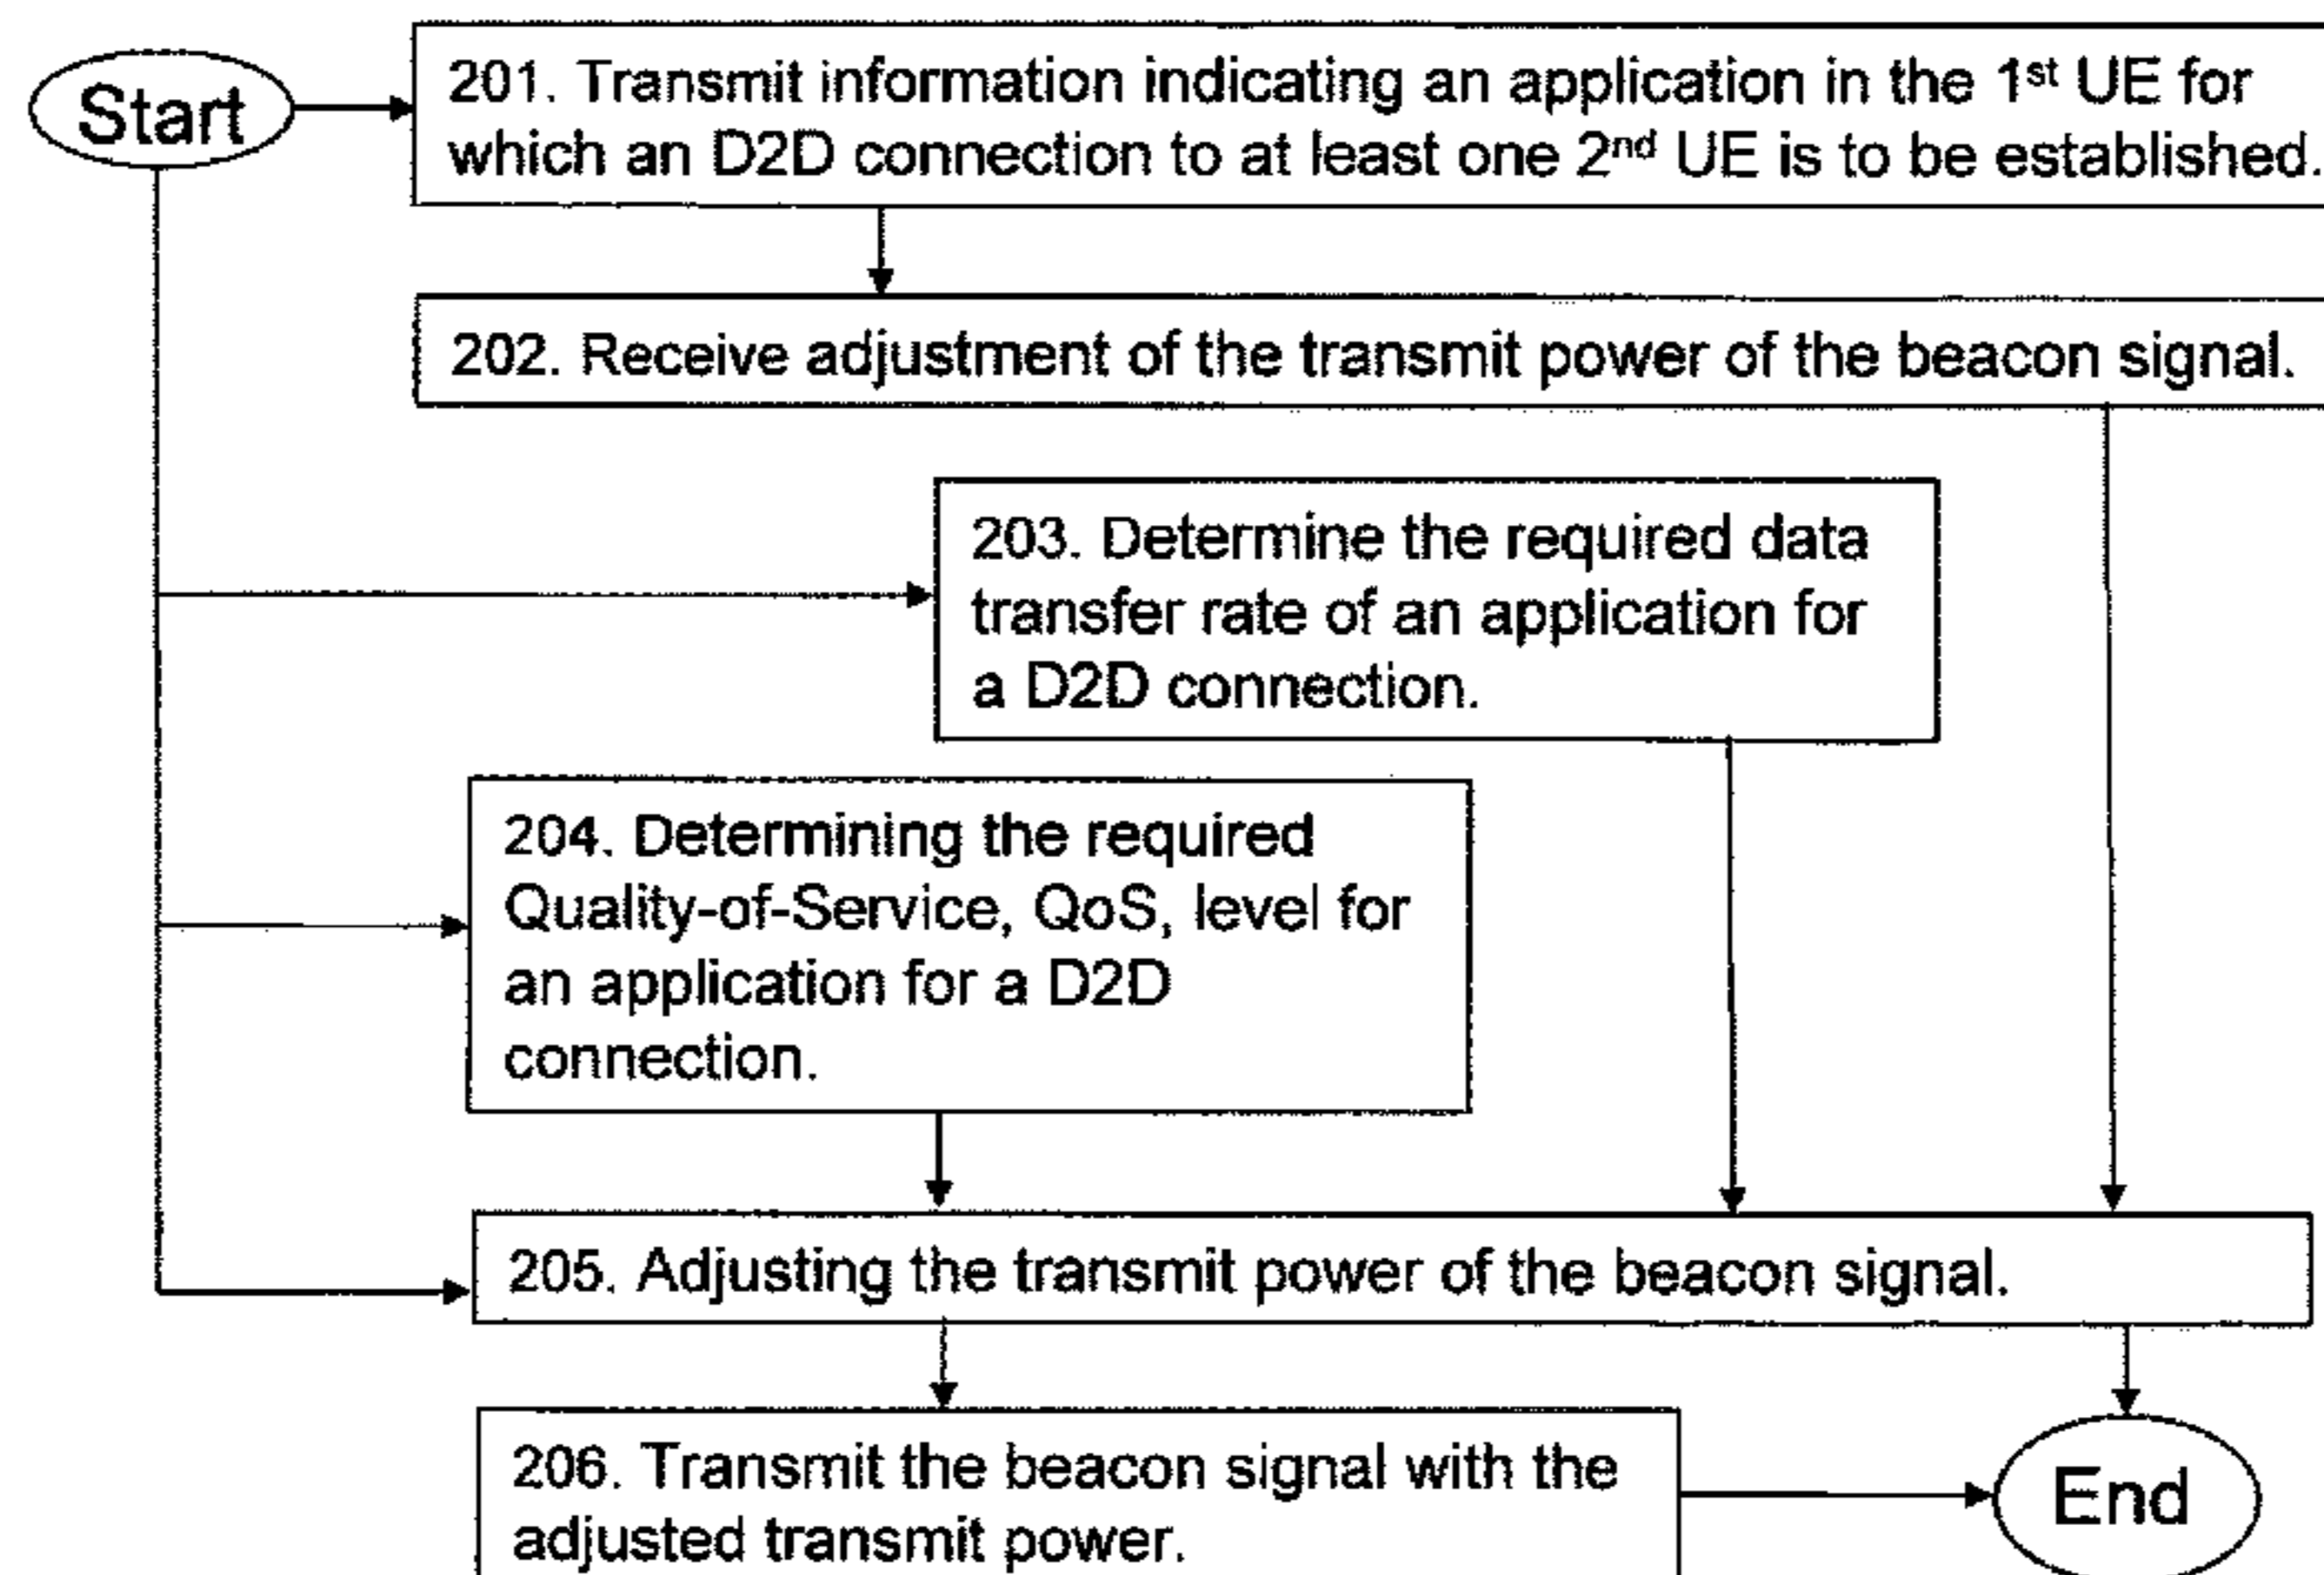 Start
201. Transmit information indicating an application in the 1st UE for
which an D2D connection to at least one 2nd UE is to be established.
202. Receive adjustment of the transmit power of the beacon signal.
203. Determine the required data
transfer rate of an application for
a D2D connection.
204. Determining the required
Quality-of-Service, QoS, level for
an application for a D2D
connection.
205. Adjusting the transmit power of the beacon signal.
206. Transmit the beacon signal with the
adjusted transmit power.
End